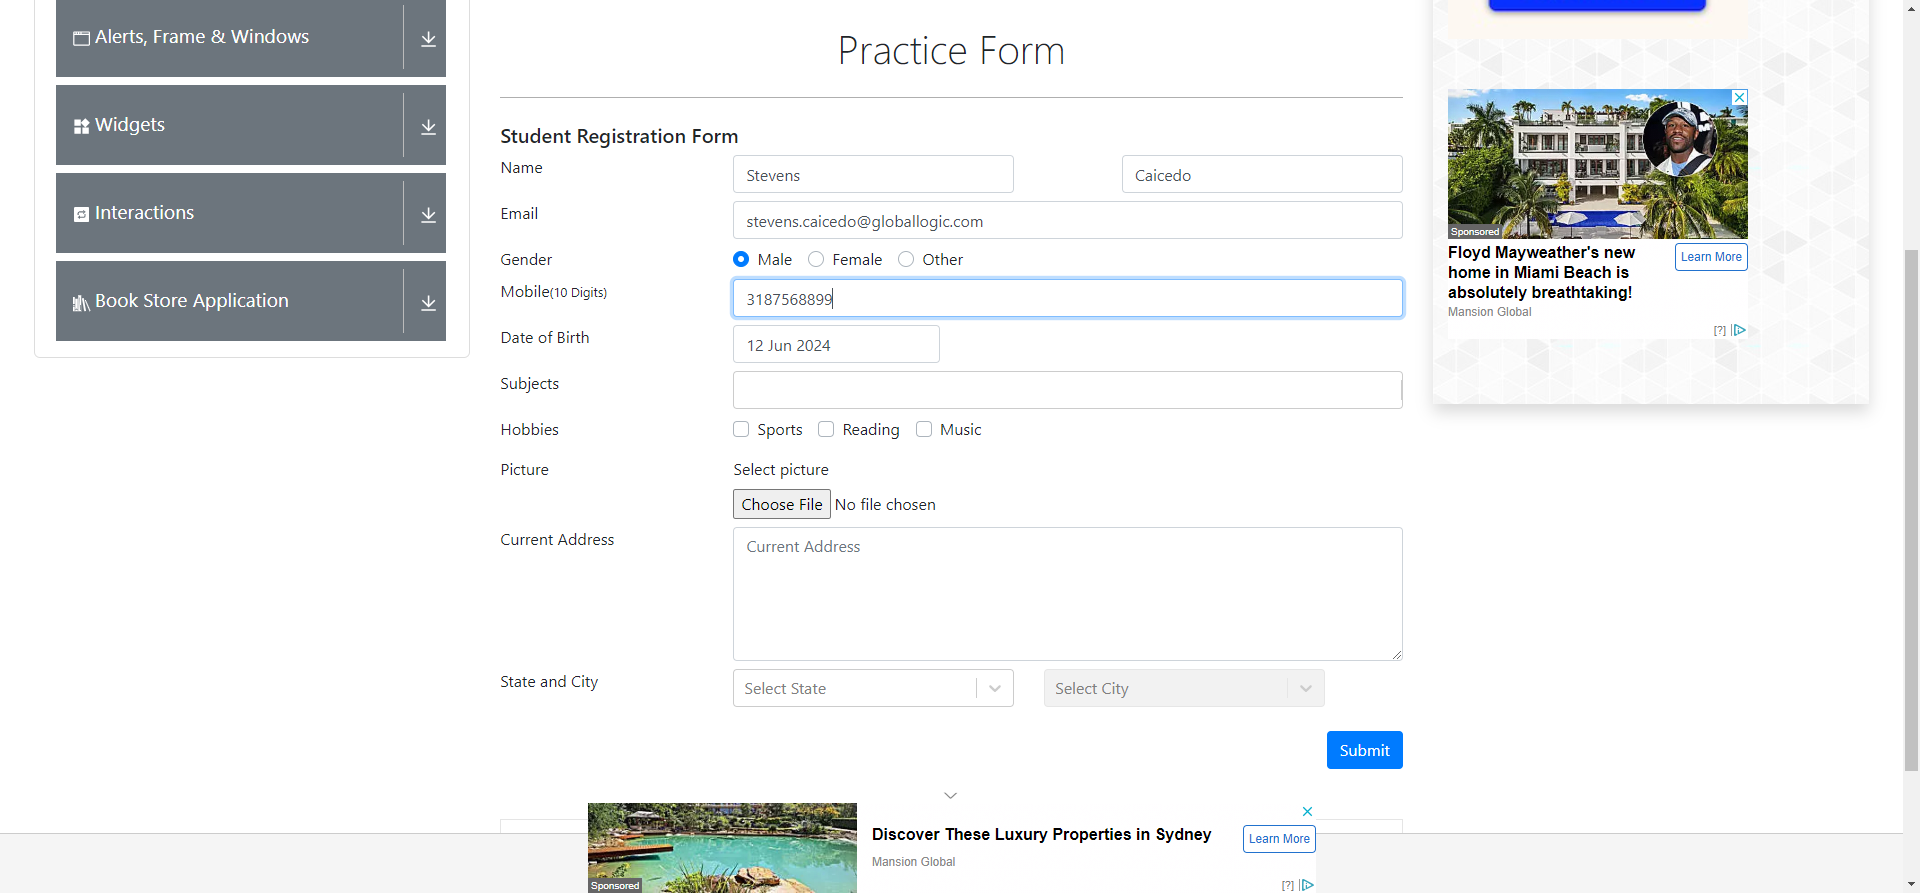 Alerts, Frame & Windows
Widgets
Interactions
Book Store Application
Practice Form
Student Registration Form
Name
Stevens
Caicedo
Email
stevens.caicedo@globallogic.com
Gender
Male
Female
Other
Mobile(10 Digits)
3187568899
Date of Birth
12 Jun 2024
Subjects
Hobbies
Sports
Reading
Music
Picture
Select picture
Choose File No file chosen
Current Address
Current Address
State and City
Select State
Select City
Submit
Sponsored
Floyd Mayweather's new
home in Miami Beach is
absolutely breathtaking!
Learn More
Mansion Global
[?]
Sponsored
Discover These Luxury Properties in Sydney
Mansion Global
Learn More
[?]